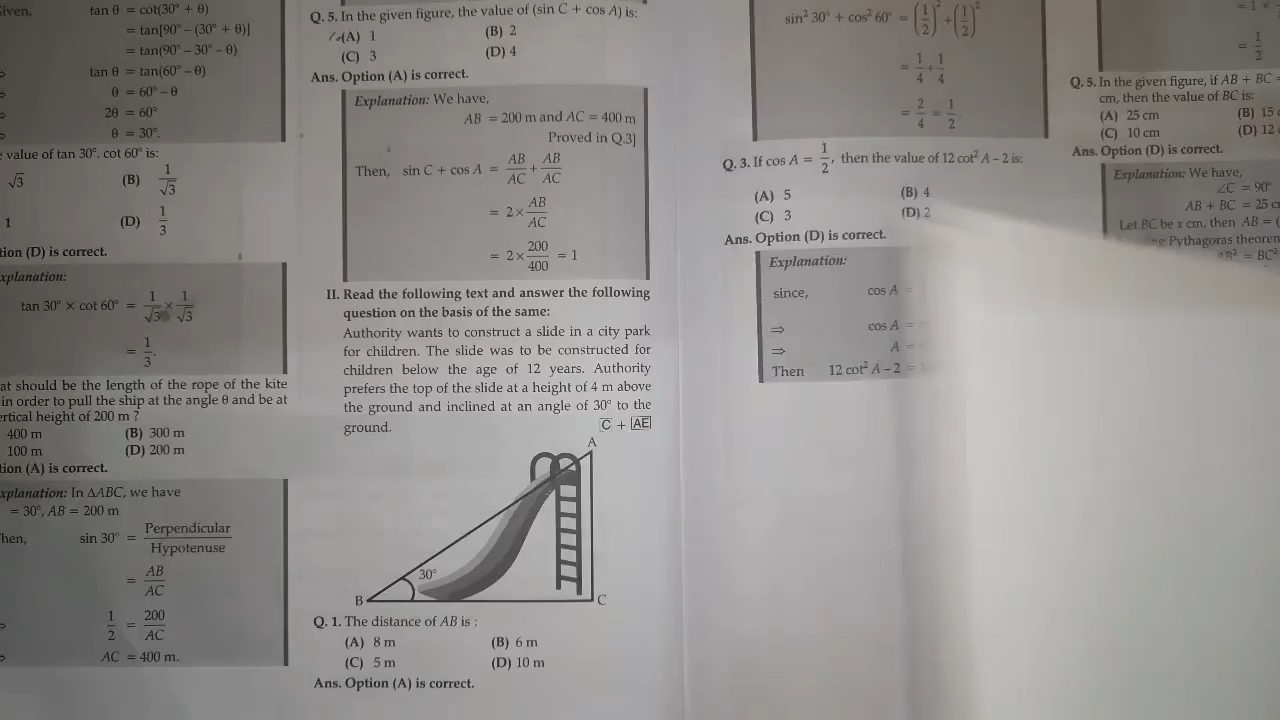 iven, tan θ = cot(30° + θ)
= tan[90° − (30° + θ)]
= tan(90° − 30° − θ)
tan θ = tan(60° − θ)
θ = 60° − θ
2θ = 60°
θ = 30°.
value of tan 30°. cot 60° is:
√3 (B) 1/√3
1 (D) 1/3
tion (D) is correct.
xplanation:
tan 30° × cot 60° = 1/√3 × 1/√3
= 1/3.
at should be the length of the rope of the kite
in order to pull the ship at the angle θ and be at
ertical height of 200 m ?
400 m (B) 300 m
100 m (D) 200 m
tion (A) is correct.
xplanation: In ΔABC, we have
= 30°, AB = 200 m
hen, sin 30° = Perpendicular/Hypotenuse
= AB/AC
1/2 = 200/AC
AC = 400 m.
Q. 5. In the given figure, the value of (sin C + cos A) is:
(A) 1 (B) 2
(C) 3 (D) 4
Ans. Option (A) is correct.
Explanation: We have,
AB = 200 m and AC = 400 m
Proved in Q.3]
Then, sin C + cos A = AB/AC + AB/AC
= 2× AB/AC
= 2× 200/400 = 1
II. Read the following text and answer the following
question on the basis of the same:
Authority wants to construct a slide in a city park
for children. The slide was to be constructed for
children below the age of 12 years. Authority
prefers the top of the slide at a height of 4 m above
the ground and inclined at an angle of 30° to the
ground. C + AE
A
30°
B C
Q. 1. The distance of AB is :
(A) 8 m (B) 6 m
(C) 5 m (D) 10 m
Ans. Option (A) is correct.
sin² 30° + cos² 60° = (1/2)² + (1/2)²
= 1/4 + 1/4
= 2/4 = 1/2.
Q. 3. If cos A = 1/2, then the value of 12 cot² A − 2 is:
(A) 5 (B) 4
(C) 3 (D) 2
Ans. Option (D) is correct.
Explanation:
since, cos A =
⇒ cos A =
⇒ A =
Then 12 cot² A − 2 =
= 1 ×
= 1/2
Q. 5. In the given figure, if AB + BC =
cm, then the value of BC is:
(A) 25 cm (B) 15
(C) 10 cm (D) 12
Ans. Option (D) is correct.
Explanation: We have,
∠C = 90°
AB + BC = 25
Let BC be x cm, then AB = (
Pythagoras theorem
AB² = BC²